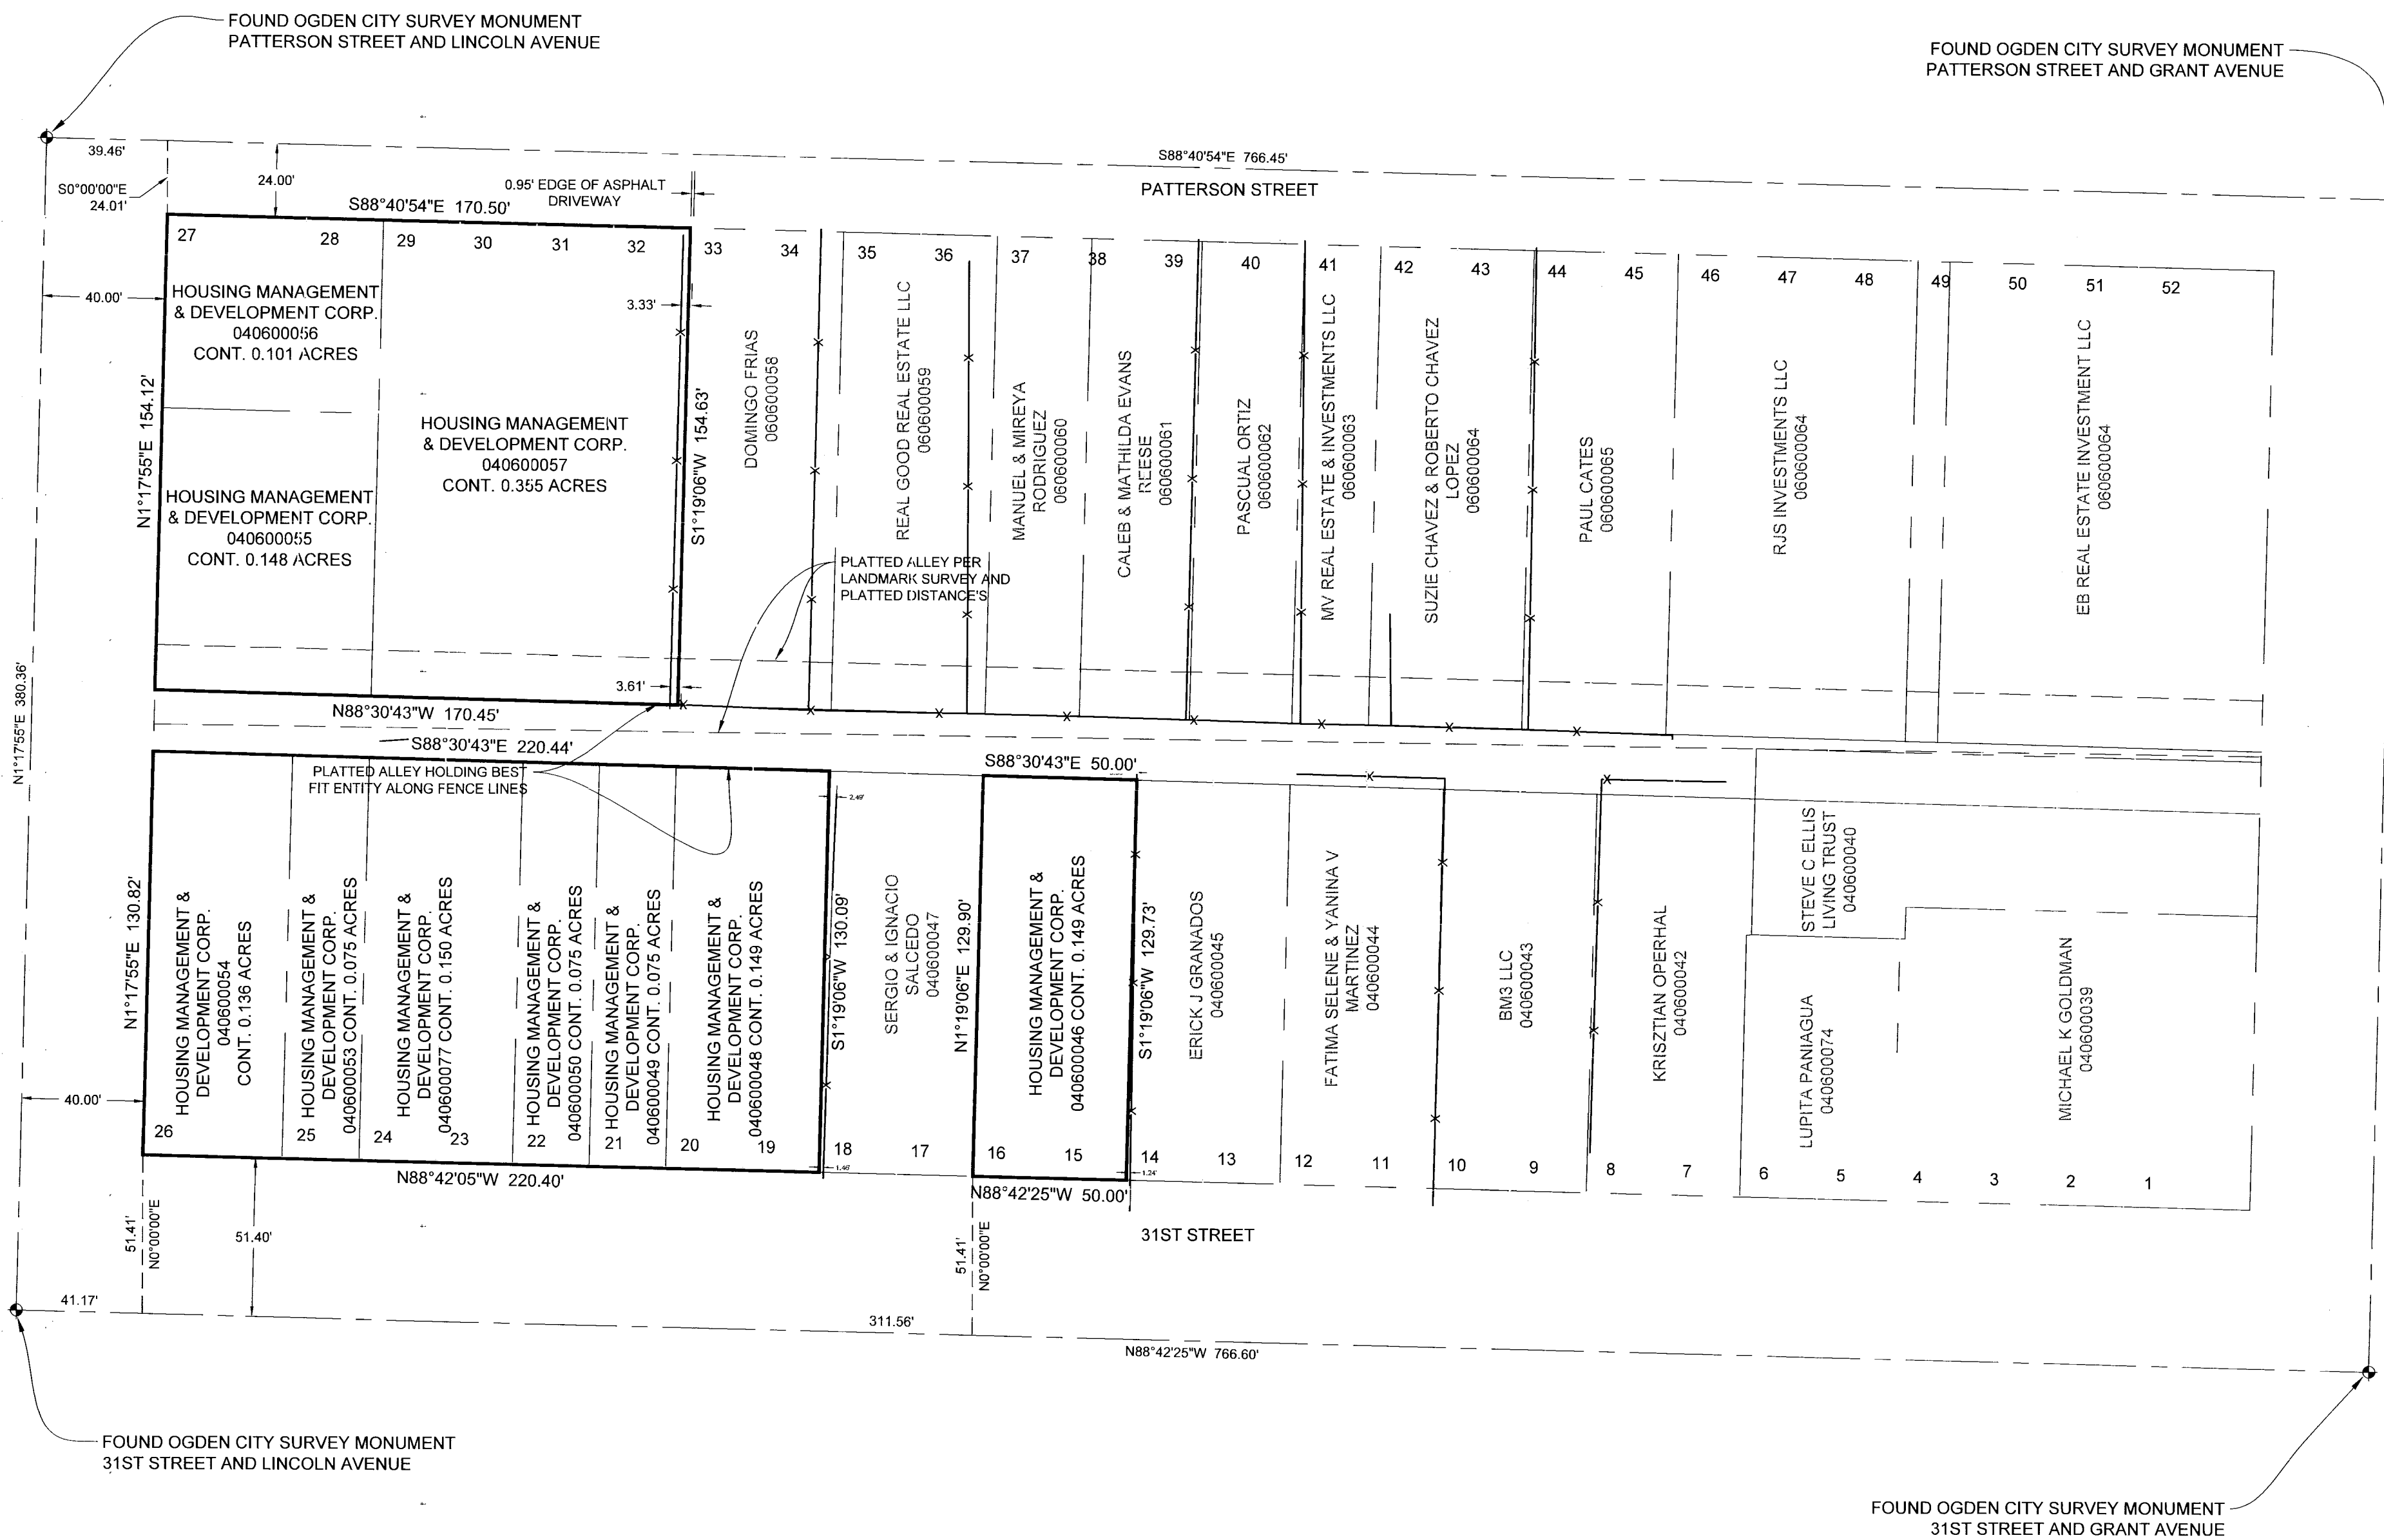 FOUND OGDEN CITY SURVEY MONUMENT
PATTERSON STREET AND LINCOLN AVENUE
FOUND OGDEN CITY SURVEY MONUMENT
PATTERSON STREET AND GRANT AVENUE
39.46'
S0°00'00"E
24.01'
24.00'
0.95' EDGE OF ASPHALT
DRIVEWAY
S88°40'54"E 170.50'
S88°40'54"E 766.45'
PATTERSON STREET
27
28
29
30
31
32
33
34
35
36
37
38
39
40
41
42
43
44
45
46
47
48
49
50
51
52
40.00'
HOUSING MANAGEMENT
& DEVELOPMENT CORP.
040600056
CONT. 0.101 ACRES
3.33'
HOUSING MANAGEMENT
& DEVELOPMENT CORP.
040600057
CONT. 0.355 ACRES
HOUSING MANAGEMENT
& DEVELOPMENT CORP.
040600055
CONT. 0.148 ACRES
N1°17'55"E 154.12'
S1°19'06"W 154.63'
DOMINGO FRIAS
060600058
REAL GOOD REAL ESTATE LLC
060600059
MANUEL & MIREYA
RODRIGUEZ
060600060
CALEB & MATHILDA EVANS
REESE
060600061
PASCUAL ORTIZ
060600062
MV REAL ESTATE & INVESTMENTS LLC
060600063
SUZIE CHAVEZ & ROBERTO CHAVEZ
LOPEZ
060600064
PAUL CATES
060600065
RJS INVESTMENTS LLC
060600064
EB REAL ESTATE INVESTMENT LLC
060600064
PLATTED ALLEY PER
LANDMARK SURVEY AND
PLATTED DISTANCE'S
3.61'
N88°30'43"W 170.45'
N1°17'55"E 380.36'
S88°30'43"E 220.44'
PLATTED ALLEY HOLDING BEST
FIT ENTITY ALONG FENCE LINES
S88°30'43"E 50.00'
2.49'
N1°17'55"E 130.82'
HOUSING MANAGEMENT &
DEVELOPMENT CORP.
040600054
CONT. 0.136 ACRES
HOUSING MANAGEMENT &
DEVELOPMENT CORP.
040600053 CONT. 0.075 ACRES
HOUSING MANAGEMENT &
DEVELOPMENT CORP.
040600077 CONT. 0.150 ACRES
HOUSING MANAGEMENT &
DEVELOPMENT CORP.
040600050 CONT. 0.075 ACRES
HOUSING MANAGEMENT &
DEVELOPMENT CORP.
040600049 CONT. 0.075 ACRES
HOUSING MANAGEMENT &
DEVELOPMENT CORP.
040600048 CONT. 0.149 ACRES
S1°19'06"W 130.09'
SERGIO & IGNACIO
SALCEDO
040600047
N1°19'06"E 129.90'
HOUSING MANAGEMENT &
DEVELOPMENT CORP.
040600046 CONT. 0.149 ACRES
S1°19'06"W 129.73'
ERICK J GRANADOS
040600045
FATIMA SELENE & YANINA V
MARTINEZ
040600044
BM3 LLC
040600043
KRISZTIAN OPERHAL
040600042
STEVE C ELLIS
LIVING TRUST
040600040
LUPITA PANIAGUA
040600074
MICHAEL K GOLDMAN
040600039
40.00'
26
25
24
23
22
21
20
19
18
17
16
15
14
13
12
11
10
9
8
7
6
5
4
3
2
1
1.46'
1.24'
N88°42'05"W 220.40'
N88°42'25"W 50.00'
51.41'
N0°00'00"E
51.40'
51.41'
N0°00'00"E
31ST STREET
41.17'
311.56'
N88°42'25"W 766.60'
FOUND OGDEN CITY SURVEY MONUMENT
31ST STREET AND LINCOLN AVENUE
FOUND OGDEN CITY SURVEY MONUMENT
31ST STREET AND GRANT AVENUE